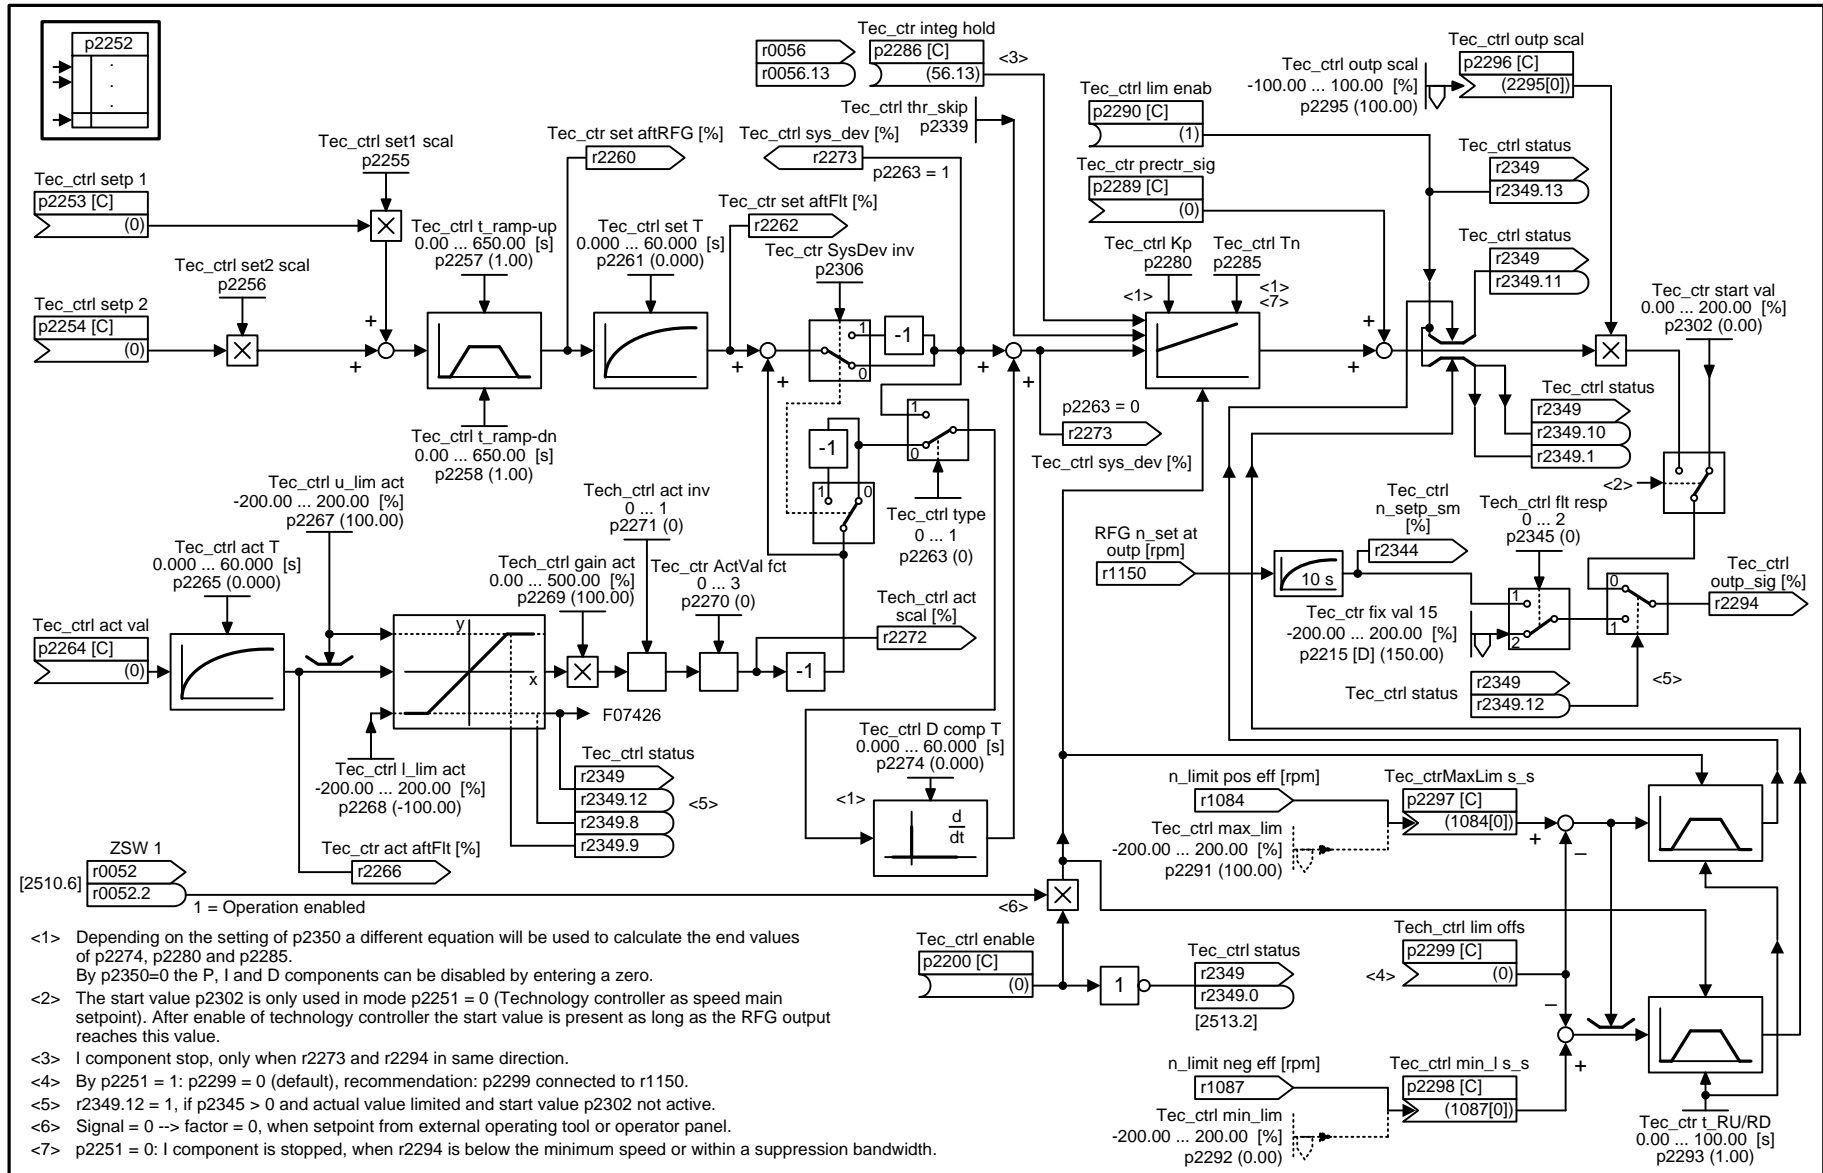 p2252
Tec_ctrl setp 1
p2253 [C]
(0)
Tec_ctrl set1 scal
p2255
Tec_ctrl set2 scal
p2256
Tec_ctrl setp 2
p2254 [C]
(0)
+
+
Tec_ctrl t_ramp-up
0.00 ... 650.00 [s]
p2257 (1.00)
Tec_ctrl t_ramp-dn
0.00 ... 650.00 [s]
p2258 (1.00)
Tec_ctr set aftRFG [%]
r2260
Tec_ctrl set T
0.000 ... 60.000 [s]
p2261 (0.000)
Tec_ctrl sys_dev [%]
r2273
p2263 = 1
Tec_ctr set aftFlt [%]
r2262
Tec_ctr SysDev inv
p2306
+
+
1
0
-1
-1
1
0
1
0
Tec_ctrl type
0 ... 1
p2263 (0)
r0056
r0056.13
Tec_ctr integ hold
p2286 [C]
(56.13)
<3>
Tec_ctrl thr_skip
p2339
+
+
p2263 = 0
r2273
Tec_ctrl sys_dev [%]
Tec_ctrl lim enab
p2290 [C]
(1)
Tec_ctr prectr_sig
p2289 [C]
(0)
Tec_ctrl Kp
p2280
<1>
Tec_ctrl Tn
p2285
<1>
<7>
+
+
Tec_ctrl outp scal
-100.00 ... 100.00 [%]
p2295 (100.00)
Tec_ctrl outp scal
p2296 [C]
(2295[0])
Tec_ctrl status
r2349
r2349.13
Tec_ctrl status
r2349
r2349.11
Tec_ctr start val
0.00 ... 200.00 [%]
p2302 (0.00)
Tec_ctrl status
r2349
r2349.10
r2349.1
<2>
Tec_ctrl u_lim act
-200.00 ... 200.00 [%]
p2267 (100.00)
Tec_ctrl act T
0.000 ... 60.000 [s]
p2265 (0.000)
Tec_ctrl act val
p2264 [C]
(0)
y
x
Tec_ctrl l_lim act
-200.00 ... 200.00 [%]
p2268 (-100.00)
Tech_ctrl act inv
0 ... 1
p2271 (0)
Tech_ctrl gain act
0.00 ... 500.00 [%]
p2269 (100.00)
Tec_ctr ActVal fct
0 ... 3
p2270 (0)
Tech_ctrl act
scal [%]
r2272
-1
F07426
Tec_ctrl status
r2349
r2349.12
r2349.8
r2349.9
<5>
Tec_ctr act aftFlt [%]
r2266
Tec_ctrl D comp T
0.000 ... 60.000 [s]
p2274 (0.000)
<1>
d
dt
RFG n_set at
outp [rpm]
r1150
10 s
Tec_ctrl
n_setp_sm
[%]
r2344
Tech_ctrl flt resp
0 ... 2
p2345 (0)
Tec_ctr fix val 15
-200.00 ... 200.00 [%]
p2215 [D] (150.00)
1
2
0
1
Tec_ctrl
outp_sig [%]
r2294
Tec_ctrl status
r2349
r2349.12
<5>
n_limit pos eff [rpm]
r1084
Tec_ctrl max_lim
-200.00 ... 200.00 [%]
p2291 (100.00)
Tec_ctrMaxLim s_s
p2297 [C]
(1084[0])
+
–
Tech_ctrl lim offs
p2299 [C]
(0)
<4>
–
+
n_limit neg eff [rpm]
r1087
Tec_ctrl min_lim
-200.00 ... 200.00 [%]
p2292 (0.00)
Tec_ctrl min_l s_s
p2298 [C]
(1087[0])
Tec_ctr t_RU/RD
0.00 ... 100.00 [s]
p2293 (1.00)
ZSW 1
[2510.6]
r0052
r0052.2
1 = Operation enabled
<6>
Tec_ctrl enable
p2200 [C]
(0)
1
Tec_ctrl status
r2349
r2349.0
[2513.2]
<1> Depending on the setting of p2350 a different equation will be used to calculate the end values
of p2274, p2280 and p2285.
By p2350=0 the P, I and D components can be disabled by entering a zero.
<2> The start value p2302 is only used in mode p2251 = 0 (Technology controller as speed main
setpoint). After enable of technology controller the start value is present as long as the RFG output
reaches this value.
<3> I component stop, only when r2273 and r2294 in same direction.
<4> By p2251 = 1: p2299 = 0 (default), recommendation: p2299 connected to r1150.
<5> r2349.12 = 1, if p2345 > 0 and actual value limited and start value p2302 not active.
<6> Signal = 0 --> factor = 0, when setpoint from external operating tool or operator panel.
<7> p2251 = 0: I component is stopped, when r2294 is below the minimum speed or within a suppression bandwidth.